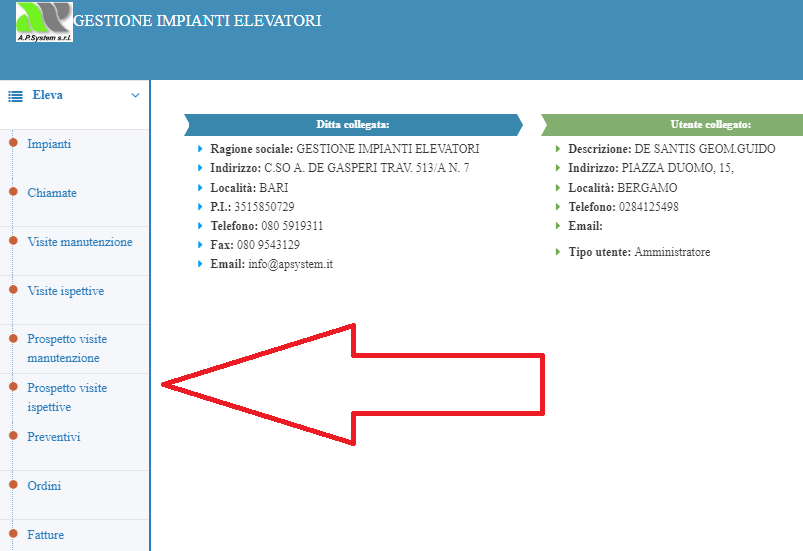 A.P.System s.r.l.
GESTIONE IMPIANTI ELEVATORI
Eleva
Impianti
Chiamate
Visite manutenzione
Visite ispettive
Prospetto visite
manutenzione
Prospetto visite
ispettive
Preventivi
Ordini
Fatture
Ditta collegata:
Ragione sociale: GESTIONE IMPIANTI ELEVATORI
Indirizzo: C.SO A. DE GASPERI TRAV. 513/A N. 7
Località: BARI
P.I.: 3515850729
Telefono: 080 5919311
Fax: 080 9543129
Email: info@apsystem.it
Utente collegato:
Descrizione: DE SANTIS GEOM.GUIDO
Indirizzo: PIAZZA DUOMO, 15,
Località: BERGAMO
Telefono: 0284125498
Email:
Tipo utente: Amministratore